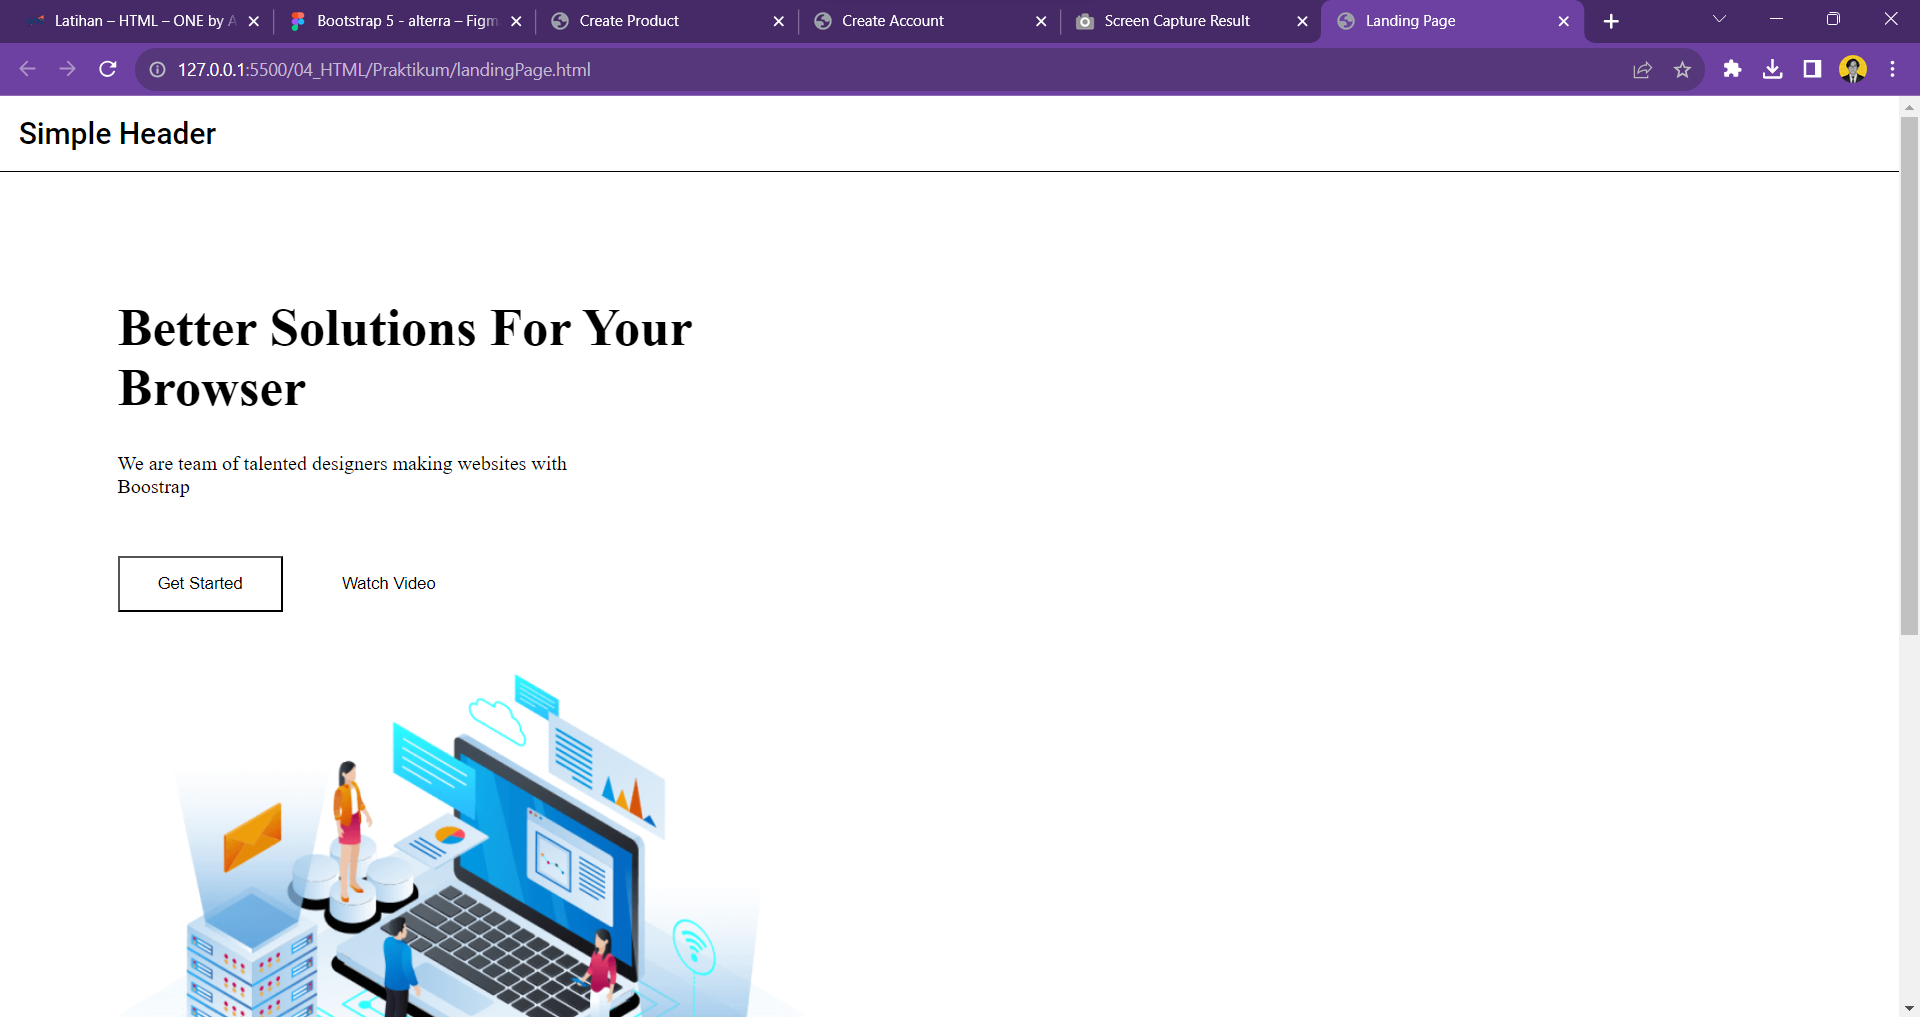 Latihan – HTML – ONE by A
Bootstrap 5 - alterra – Figm
Create Product
Create Account
Screen Capture Result
Landing Page
127.0.0.1:5500/04_HTML/Praktikum/landingPage.html
Simple Header
Better Solutions For Your
Browser
We are team of talented designers making websites with
Boostrap
Get Started
Watch Video